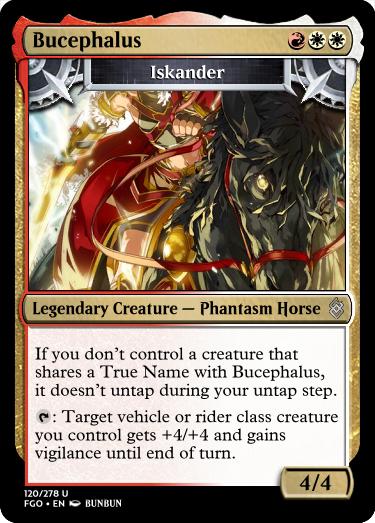 Bucephalus
Iskander
Legendary Creature — Phantasm Horse
If you don't control a creature that
shares a True Name with Bucephalus,
it doesn't untap during your untap step.
: Target vehicle or rider class creature
you control gets +4/+4 and gains
vigilance until end of turn.
4/4
120/278 U
FGO • EN BUNBUN